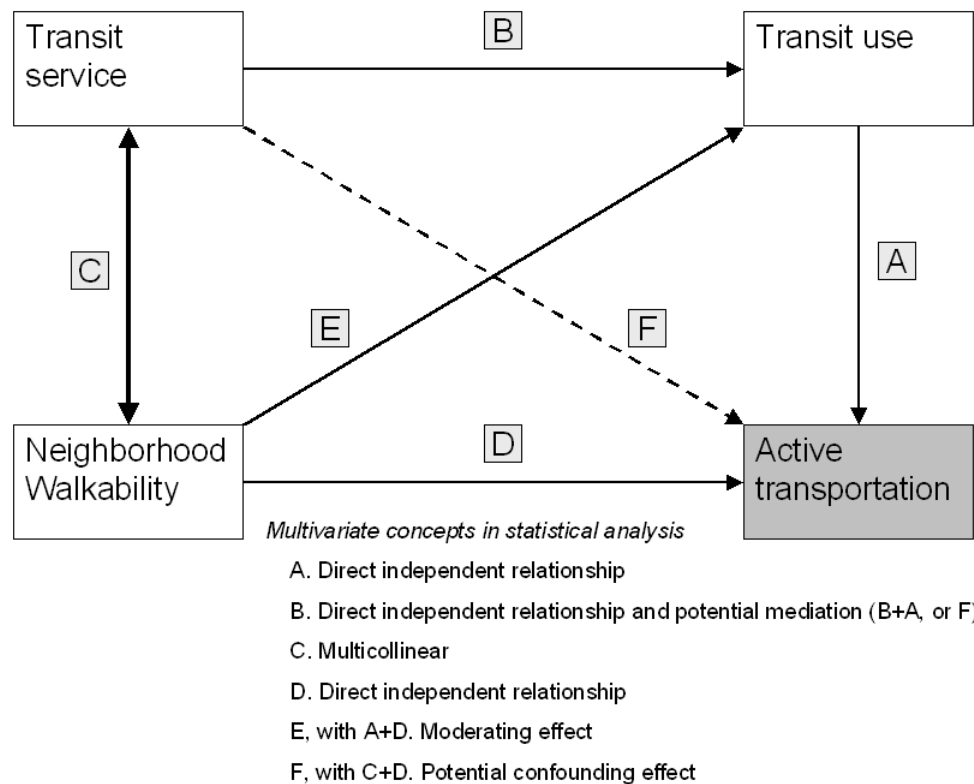 Transit
service
B
Transit use
C
E
F
A
Neighborhood
Walkability
D
Active
transportation
Multivariate concepts in statistical analysis
A. Direct independent relationship
B. Direct independent relationship and potential mediation (B+A, or F)
C. Multicollinear
D. Direct independent relationship
E, with A+D. Moderating effect
F, with C+D. Potential confounding effect